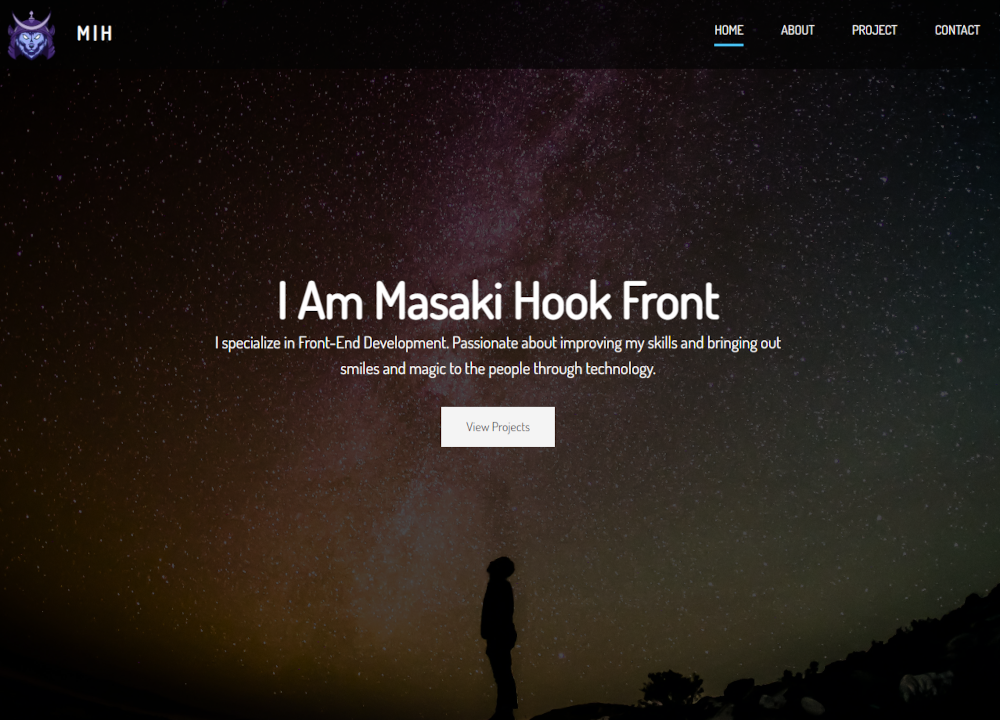 MIH
HOME ABOUT PROJECT CONTACT
I Am Masaki Hook Front
I specialize in Front-End Development. Passionate about improving my skills and bringing out
smiles and magic to the people through technology.
View Projects